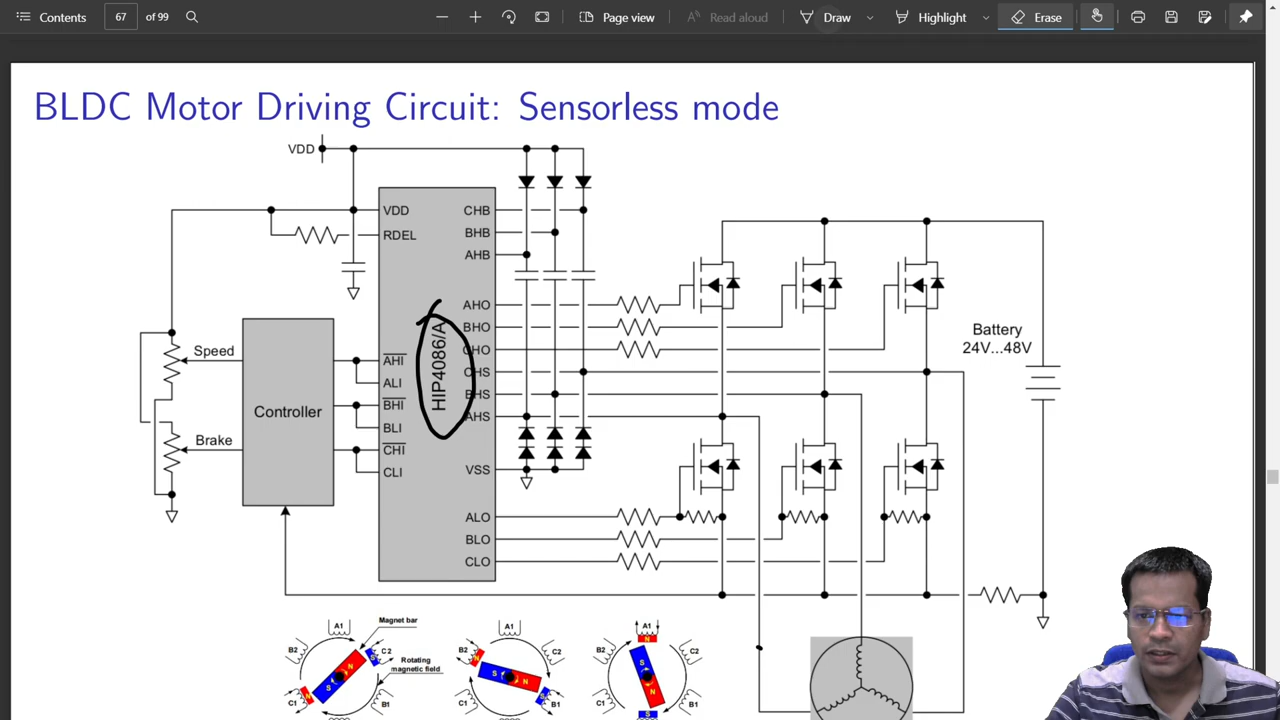 Contents
67
of 99
Page view
Read aloud
Draw
Highlight
Erase
BLDC Motor Driving Circuit: Sensorless mode
VDD
VDD
RDEL
CHB
BHB
AHB
AHO
BHO
CHO
CHS
BHS
AHS
VSS
ALO
BLO
CLO
HIP4086/A
AHI
ALI
BHI
BLI
CHI
CLI
Controller
Speed
Brake
Battery
24V...48V
A1
Magnet bar
B2
C 2
Rotating
magnetic field
N
S
C1
B1
A1
B2
C2
S
N
C1
B1
A1
B2
C2
N
S
N
S
C1
B1